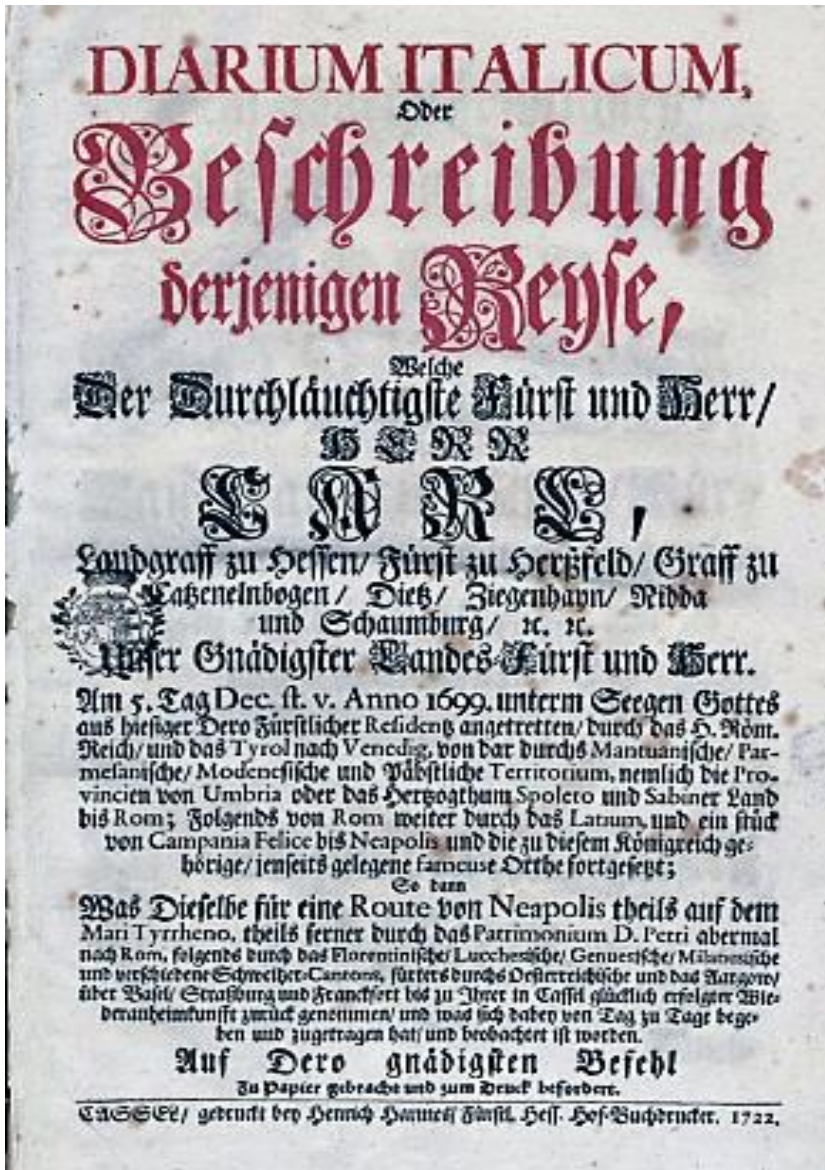 DIARIUM ITALICUM,
Oder
Beschreibung
derjenigen Reyse,
Welche
Der Durchläuchtigste Fürst und Herr/
HERR
CARL,
Landgraff zu Hessen/ Fürst zu Hertzfeld/ Graff zu
Catzenelnbogen/ Dietz/ Ziegenhayn/ Nidda
und Schaumburg/ ꝛc. ꝛc.
Unser Gnädigster Landes-Fürst und Herr.
Am 5. Tag Dec. st. v. Anno 1699. unterm Seegen Gottes
aus hiesiger Dero Fürstlicher Residentz angetretten/ durch das H. Röm.
Reich/ und das Tyrol nach Venedig, von dar durchs Mantuanische/ Par-
mesanische/ Modenesische und Päbstliche Territorium, nemlich die Pro-
vincien von Umbria oder das Hertzogthum Spoleto und Sabiner Land
bis Rom; Folgends von Rom weiter durch das Latium, und ein stück
von Campania Felice bis Neapolis und die zu diesem Königreich ge-
hörige/ jenseits gelegene fameuse Orthe fortgesetzt;
So dann
Was Dieselbe für eine Route von Neapolis theils auf dem
Mari Tyrrheno, theils ferner durch das Patrimonium D. Petri abermal
nach Rom, folgends durch das Florentinische/ Lucchesische/ Genuesische/ Milanesische
und verschiedene Schweitzer-Cantons, fürters durchs Oesterreichische und das Aargow/
über Basel/ Straßburg und Franckfort bis zu Ihrer in Cassel glücklich erfolgter Wie-
deranheimkunfft zurück genommen/ und was sich dabey von Tag zu Tage bege-
ben und zugetragen hat/ und beobachtet ist worden.
Auf Dero gnädigsten Befehl
Zu Papier gebracht und zum Druck befördert.
CASSEL/ gedruckt bey Henrich Harmes/ Fürstl. Hess. Hof-Buchdrucker. 1722.